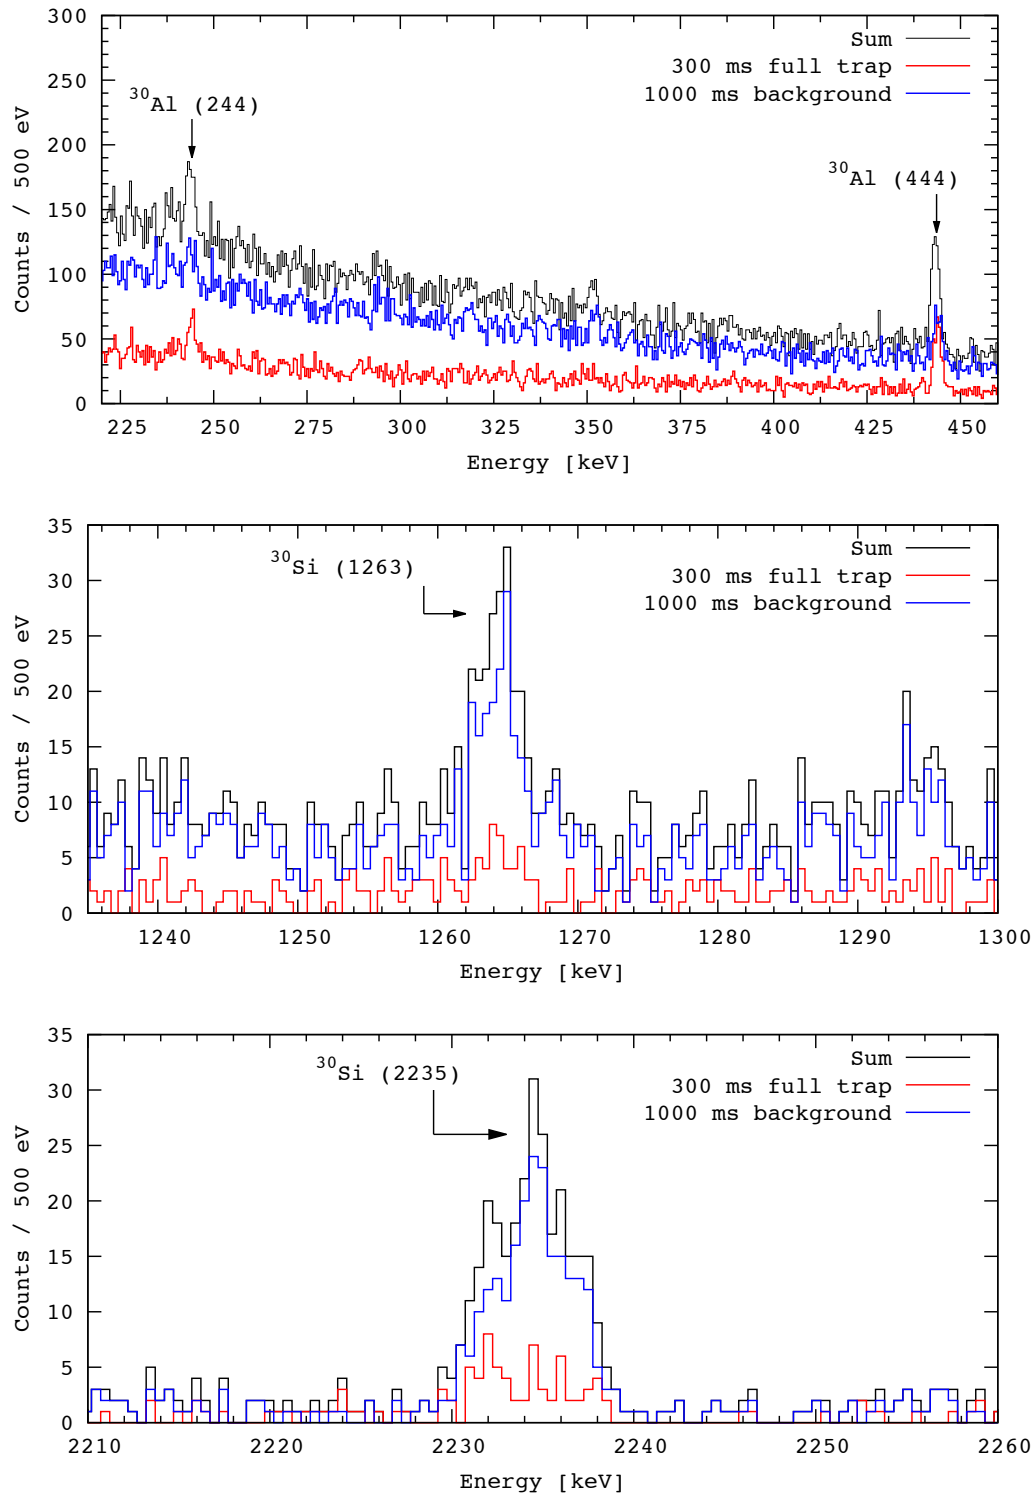 300
250
200
150
100
50
0
Counts / 500 eV
Sum
300 ms full trap
1000 ms background
³⁰Al (244)
³⁰Al (444)
225 250 275 300 325 350 375 400 425 450
Energy [keV]
35
30
25
20
15
10
5
0
Counts / 500 eV
Sum
300 ms full trap
1000 ms background
³⁰Si (1263)
1240 1250 1260 1270 1280 1290 1300
Energy [keV]
35
30
25
20
15
10
5
0
Counts / 500 eV
Sum
300 ms full trap
1000 ms background
³⁰Si (2235)
2210 2220 2230 2240 2250 2260
Energy [keV]